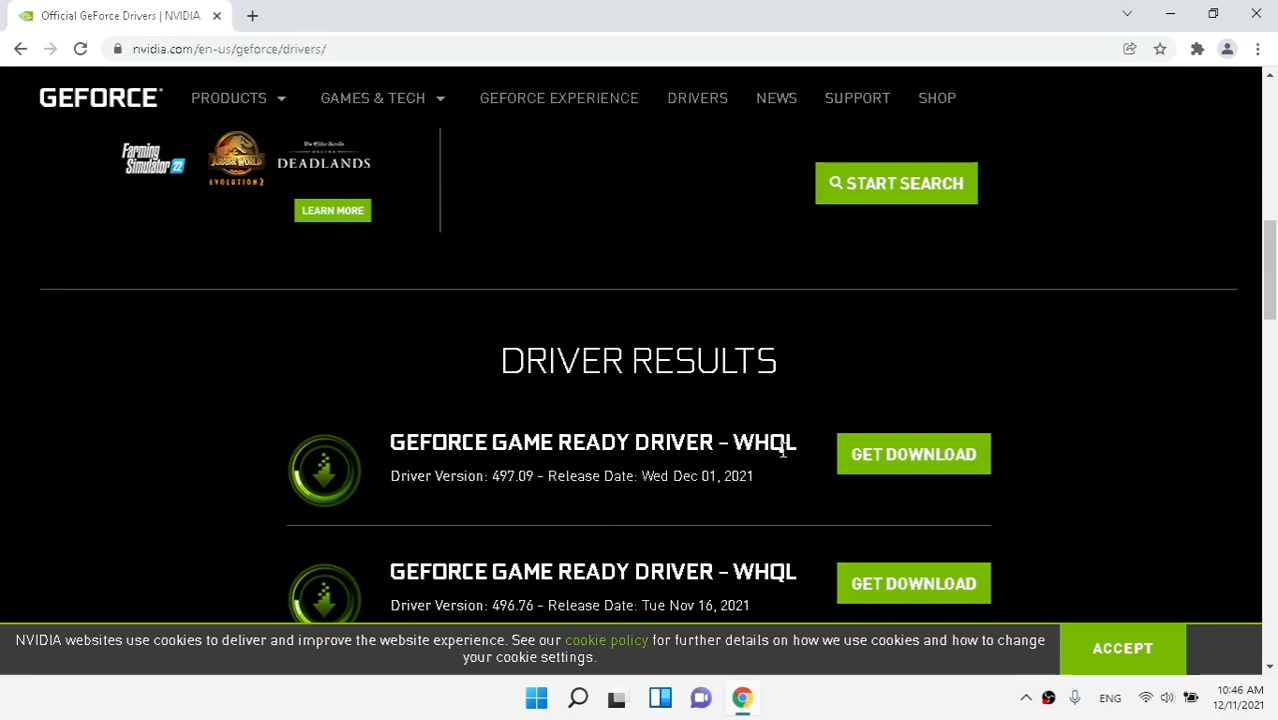 Official GeForce Drivers | NVIDIA
nvidia.com/en-us/geforce/drivers/
GEFORCE® PRODUCTS GAMES & TECH GEFORCE EXPERIENCE DRIVERS NEWS SUPPORT SHOP
Farming Simulator 22
JURASSIC WORLD EVOLUTION 2
The Elder Scrolls ONLINE DEADLANDS
LEARN MORE
START SEARCH
DRIVER RESULTS
GEFORCE GAME READY DRIVER – WHQL
Driver Version: 497.09 - Release Date: Wed Dec 01, 2021
GET DOWNLOAD
GEFORCE GAME READY DRIVER – WHQL
Driver Version: 496.76 - Release Date: Tue Nov 16, 2021
GET DOWNLOAD
NVIDIA websites use cookies to deliver and improve the website experience. See our cookie policy for further details on how we use cookies and how to change
your cookie settings.
ACCEPT
ENG
10:46 AM
12/11/2021